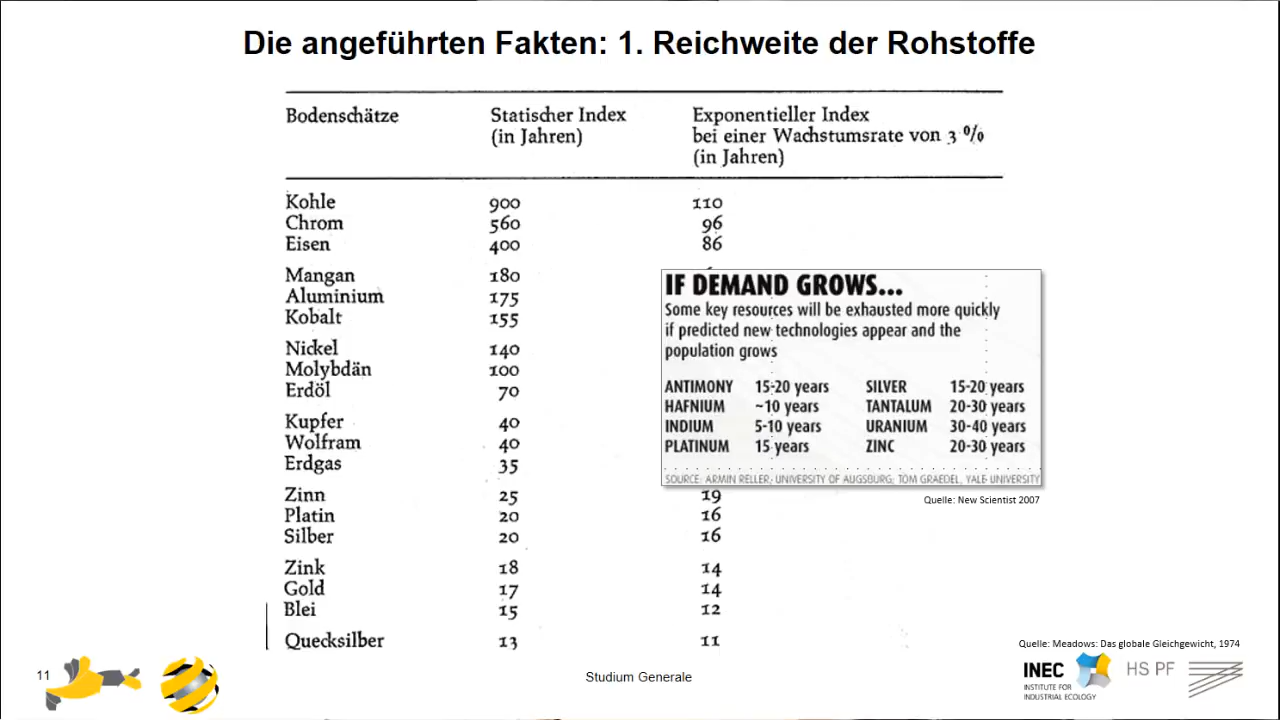 Die angeführten Fakten: 1. Reichweite der Rohstoffe
Bodenschätze Statischer Index (in Jahren) Exponentieller Index bei einer Wachstumsrate von 3 % (in Jahren)
Kohle 900 110
Chrom 560 96
Eisen 400 86
Mangan 180
Aluminium 175
Kobalt 155
Nickel 140
Molybdän 100
Erdöl 70
Kupfer 40
Wolfram 40
Erdgas 35
Zinn 25 19
Platin 20 16
Silber 20 16
Zink 18 14
Gold 17 14
Blei 15 12
Quecksilber 13 11
IF DEMAND GROWS...
Some key resources will be exhausted more quickly
if predicted new technologies appear and the
population grows
ANTIMONY 15-20 years SILVER 15-20 years
HAFNIUM ~10 years TANTALUM 20-30 years
INDIUM 5-10 years URANIUM 30-40 years
PLATINUM 15 years ZINC 20-30 years
SOURCE: ARMIN RELLER, UNIVERSITY OF AUGSBURG; TOM GRAEDEL, YALE UNIVERSITY
Quelle: New Scientist 2007
Quelle: Meadows: Das globale Gleichgewicht, 1974
11
Studium Generale
INEC
INSTITUTE FOR
INDUSTRIAL ECOLOGY
HS PF